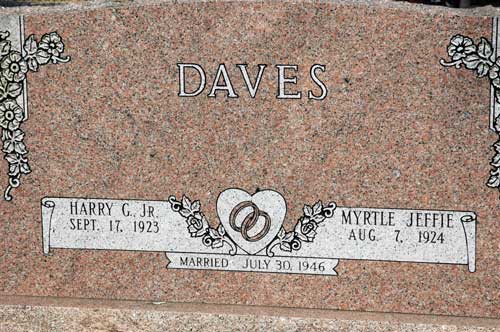 DAVES
HARRY G., JR.
SEPT. 17, 1923
MYRTLE JEFFIE
AUG. 7, 1924
MARRIED - JULY 30, 1946